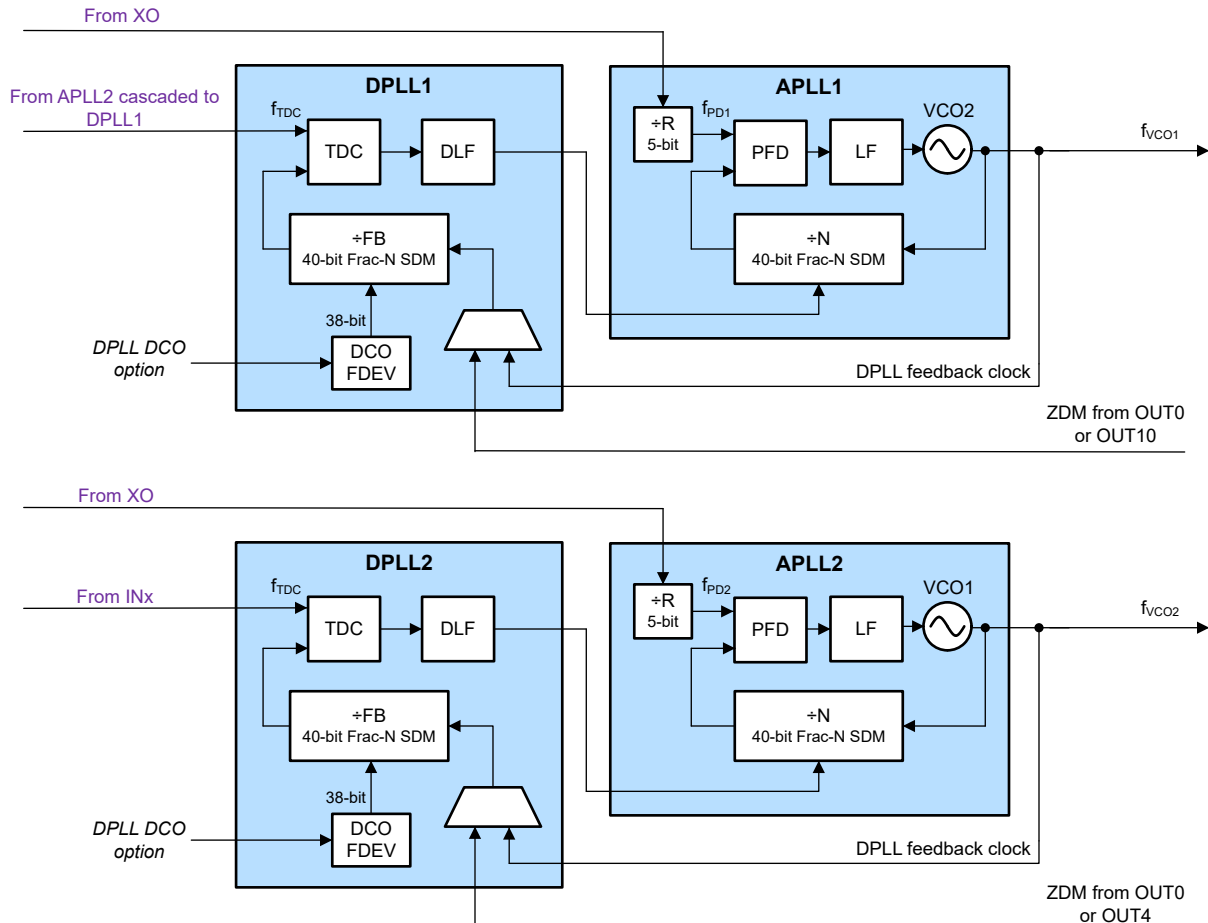 From XO
DPLL1
APLL1
From APLL2 cascaded to
DPLL1
fTDC
TDC
DLF
÷R
5-bit
fPD1
PFD
LF
VCO2
fVCO1
÷FB
40-bit Frac-N SDM
÷N
40-bit Frac-N SDM
38-bit
DPLL DCO
option
DCO
FDEV
DPLL feedback clock
ZDM from OUT0
or OUT10
From XO
DPLL2
APLL2
From INx
fTDC
TDC
DLF
÷R
5-bit
fPD2
PFD
LF
VCO1
fVCO2
÷FB
40-bit Frac-N SDM
÷N
40-bit Frac-N SDM
38-bit
DPLL DCO
option
DCO
FDEV
DPLL feedback clock
ZDM from OUT0
or OUT4